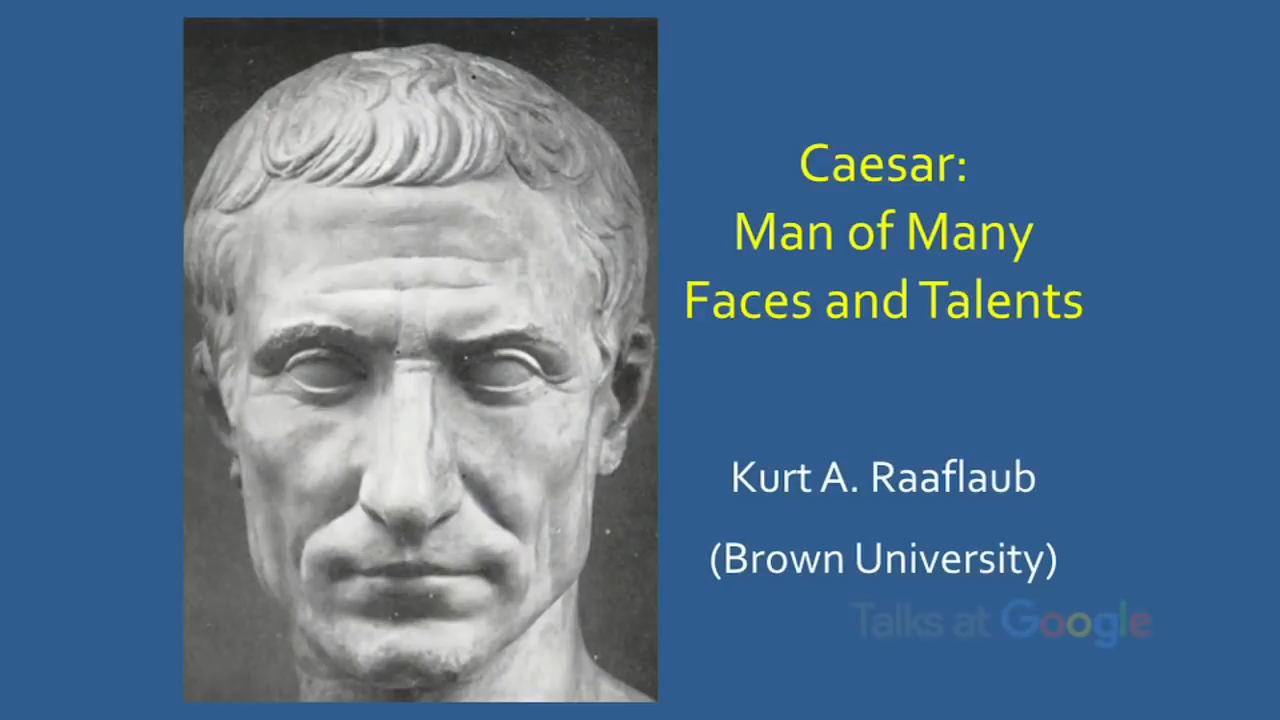 Caesar:
Man of Many
Faces and Talents
Kurt A. Raaflaub
(Brown University)
Talks at Google